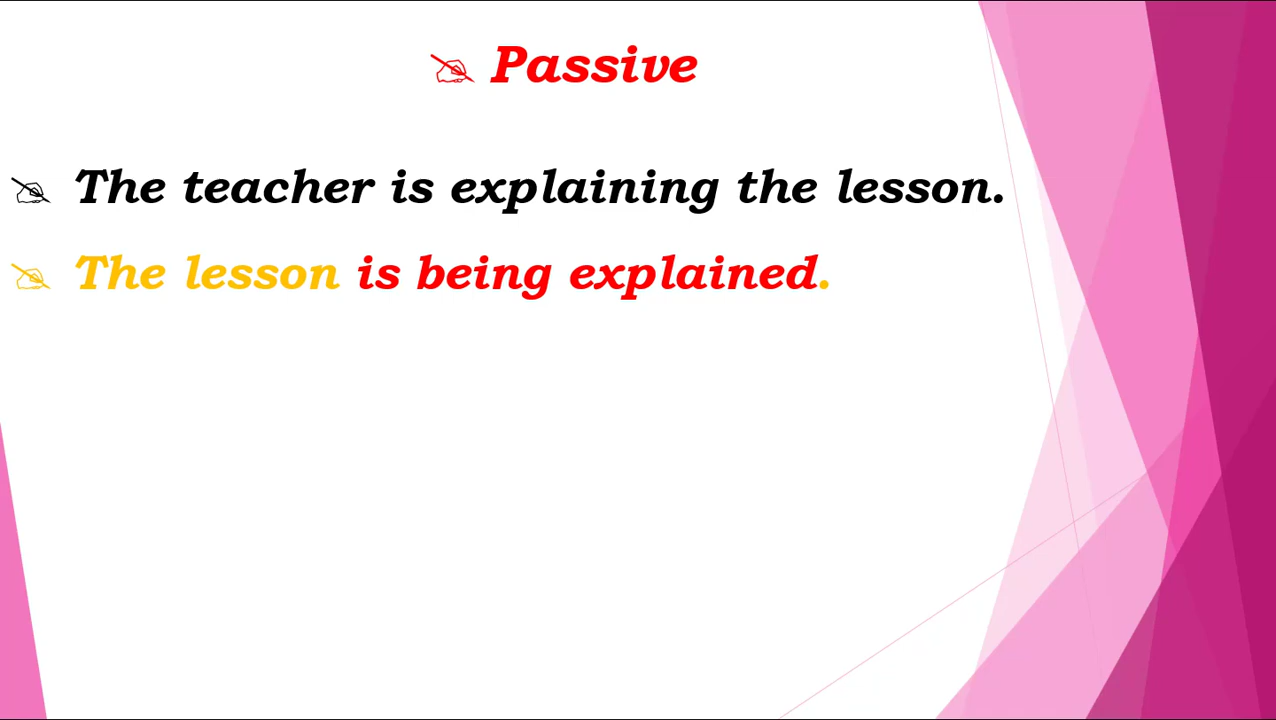 Passive
The teacher is explaining the lesson.
The lesson is being explained.